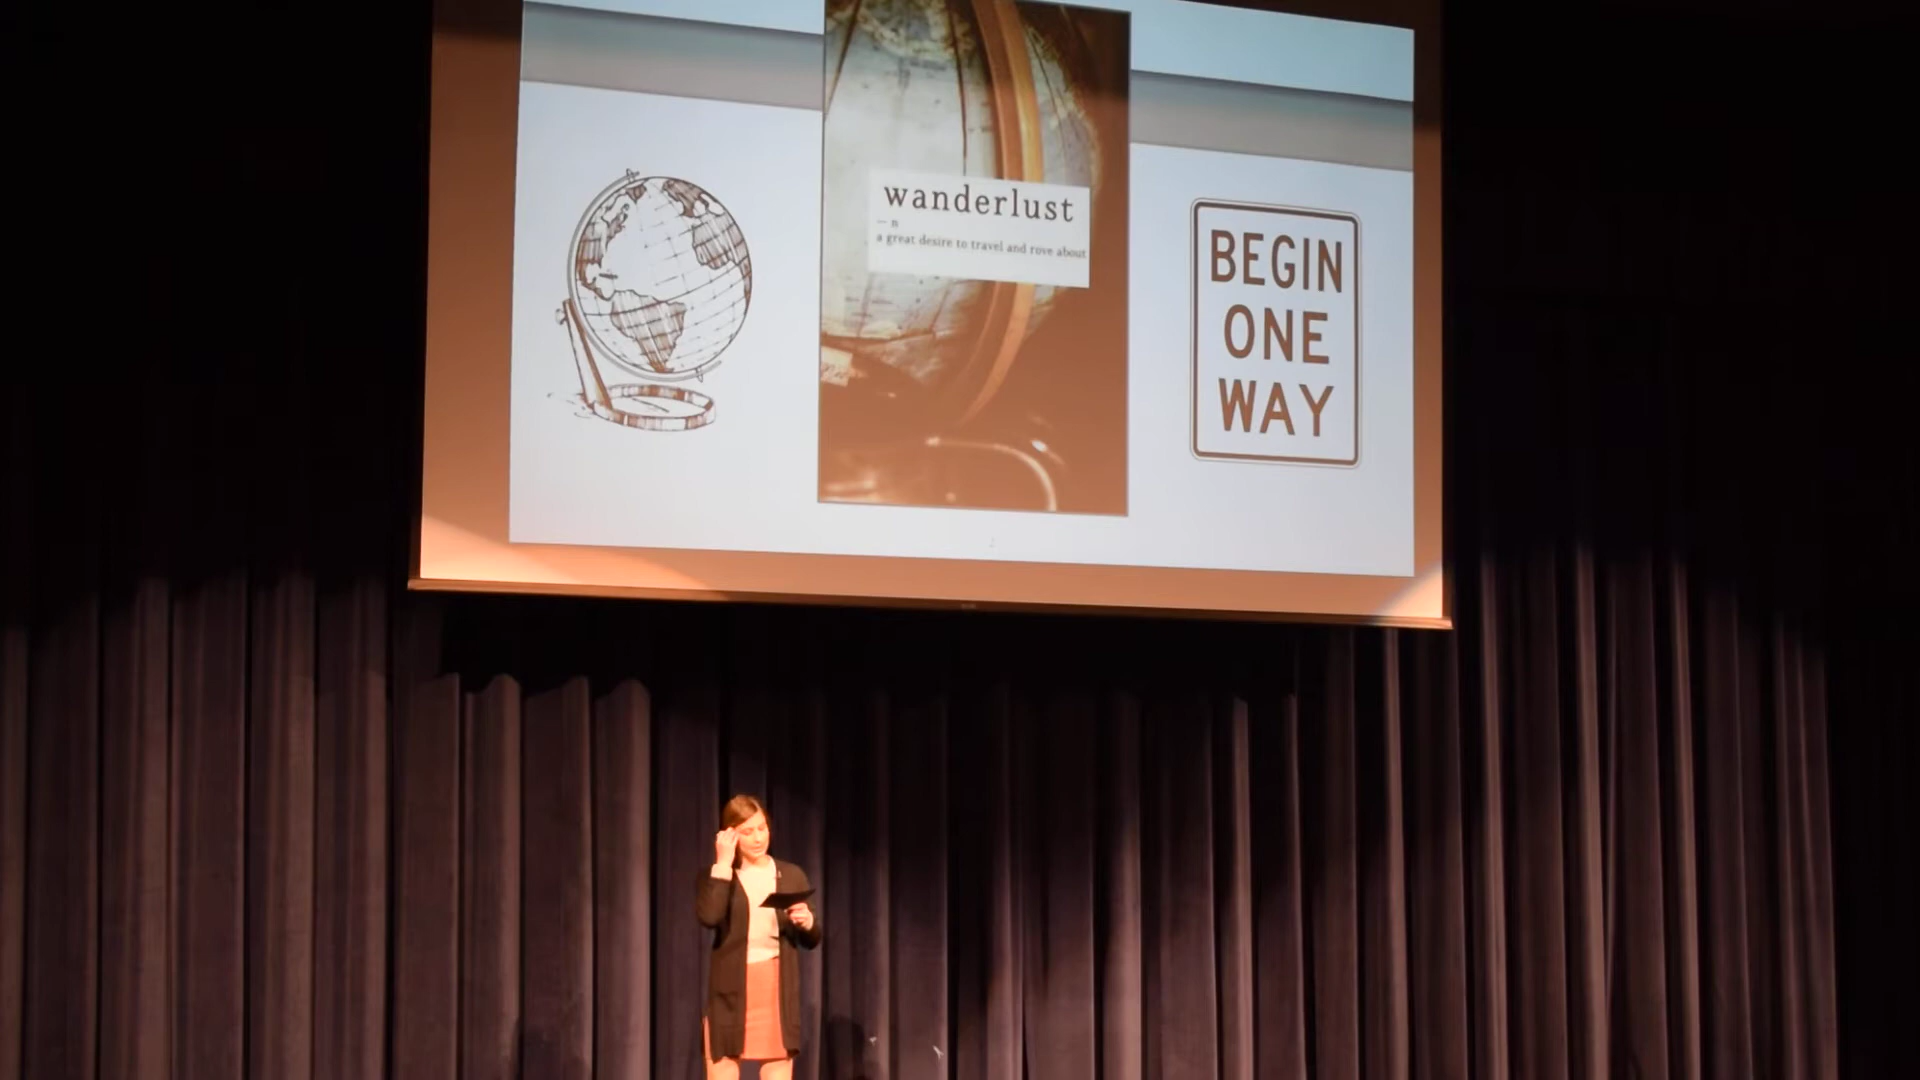 wanderlust
— n
a great desire to travel and rove about
BEGIN
ONE
WAY